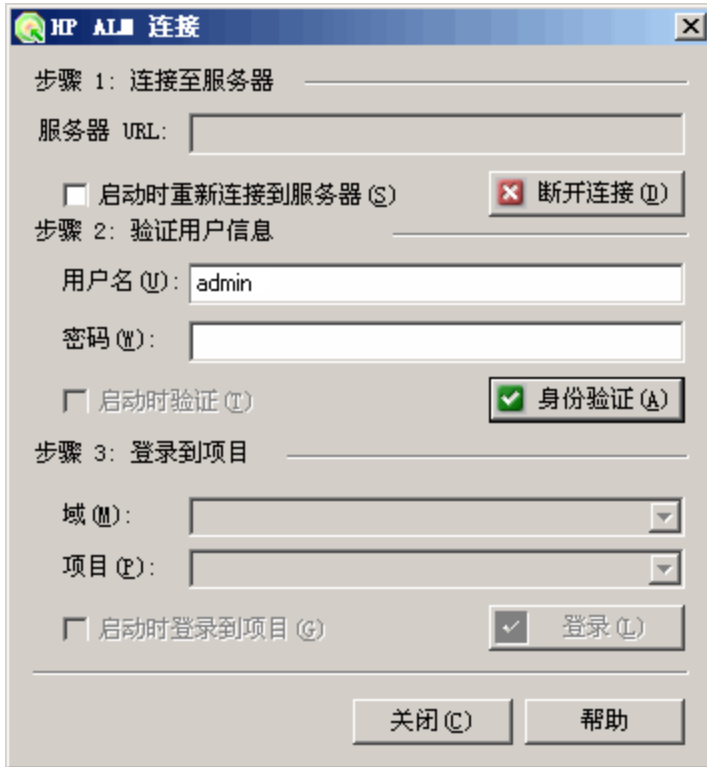 HP ALM 连接
步骤 1: 连接至服务器
服务器 URL:
启动时重新连接到服务器(S)
断开连接(D)
步骤 2: 验证用户信息
用户名(U): admin
密码(W):
启动时验证(T)
身份验证(A)
步骤 3: 登录到项目
域(M):
项目(P):
启动时登录到项目(G)
登录(L)
关闭(C)
帮助